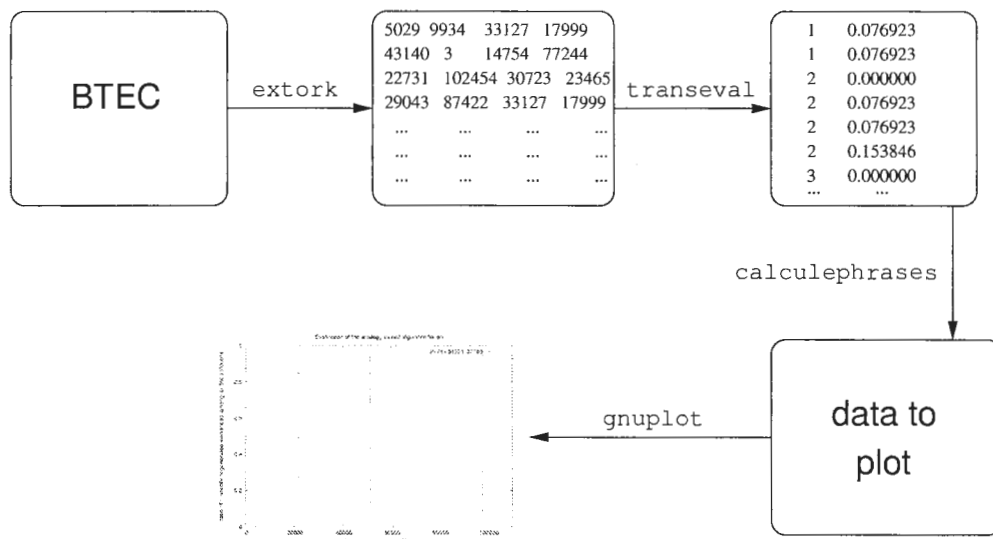 BTEC
extork
5029 9934 33127 17999
43140 3 14754 77244
22731 102454 30723 23465
29043 87422 33127 17999
... ... ... ...
... ... ... ...
... ... ... ...
transeval
1 0.076923
1 0.076923
2 0.000000
2 0.076923
2 0.076923
2 0.153846
3 0.000000
... ...
calculephrases
data to
plot
gnuplot